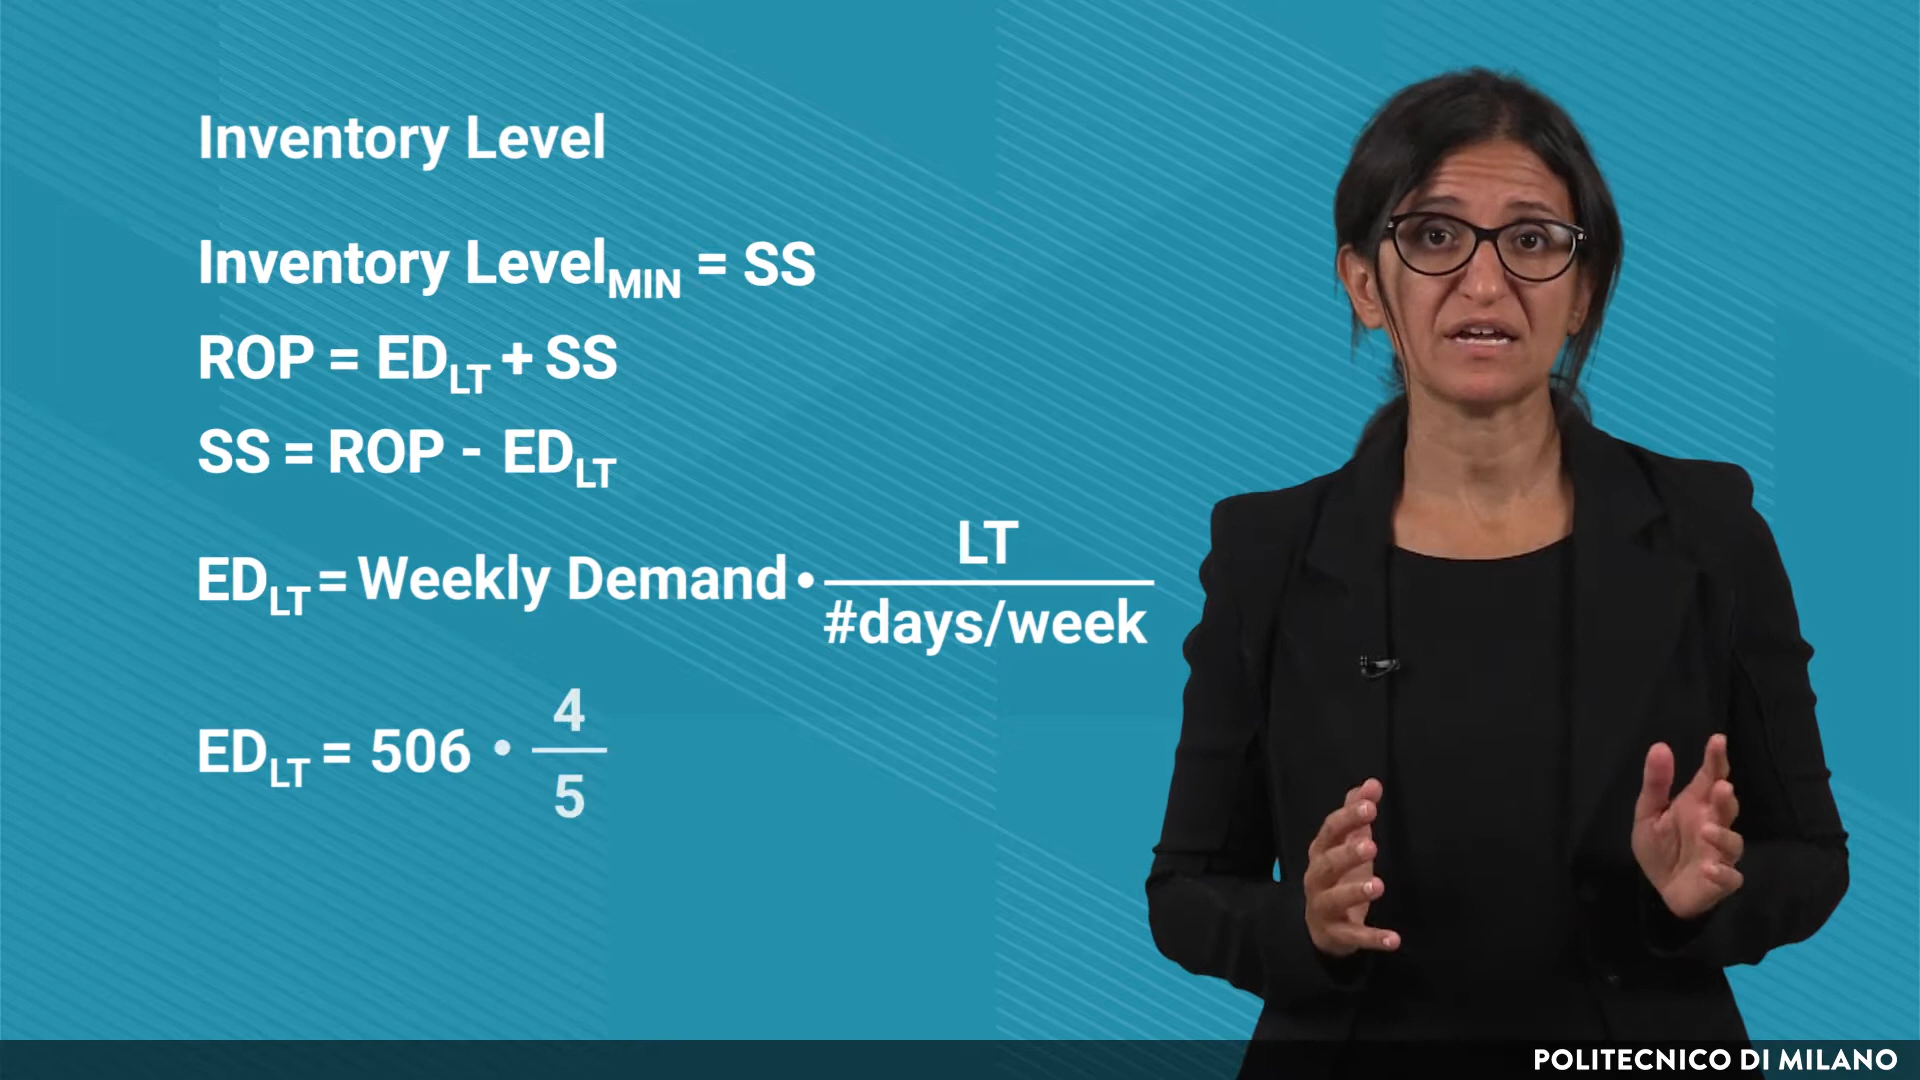 Inventory Level
Inventory LevelMIN = SS
ROP = EDLT + SS
SS = ROP - EDLT
EDLT = Weekly Demand • LT / #days/week
EDLT = 506 • 4 / 5
POLITECNICO DI MILANO